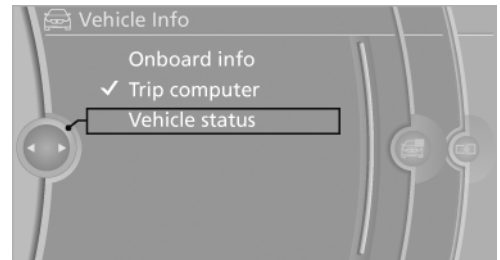 Vehicle Info
Onboard info
Trip computer
Vehicle status